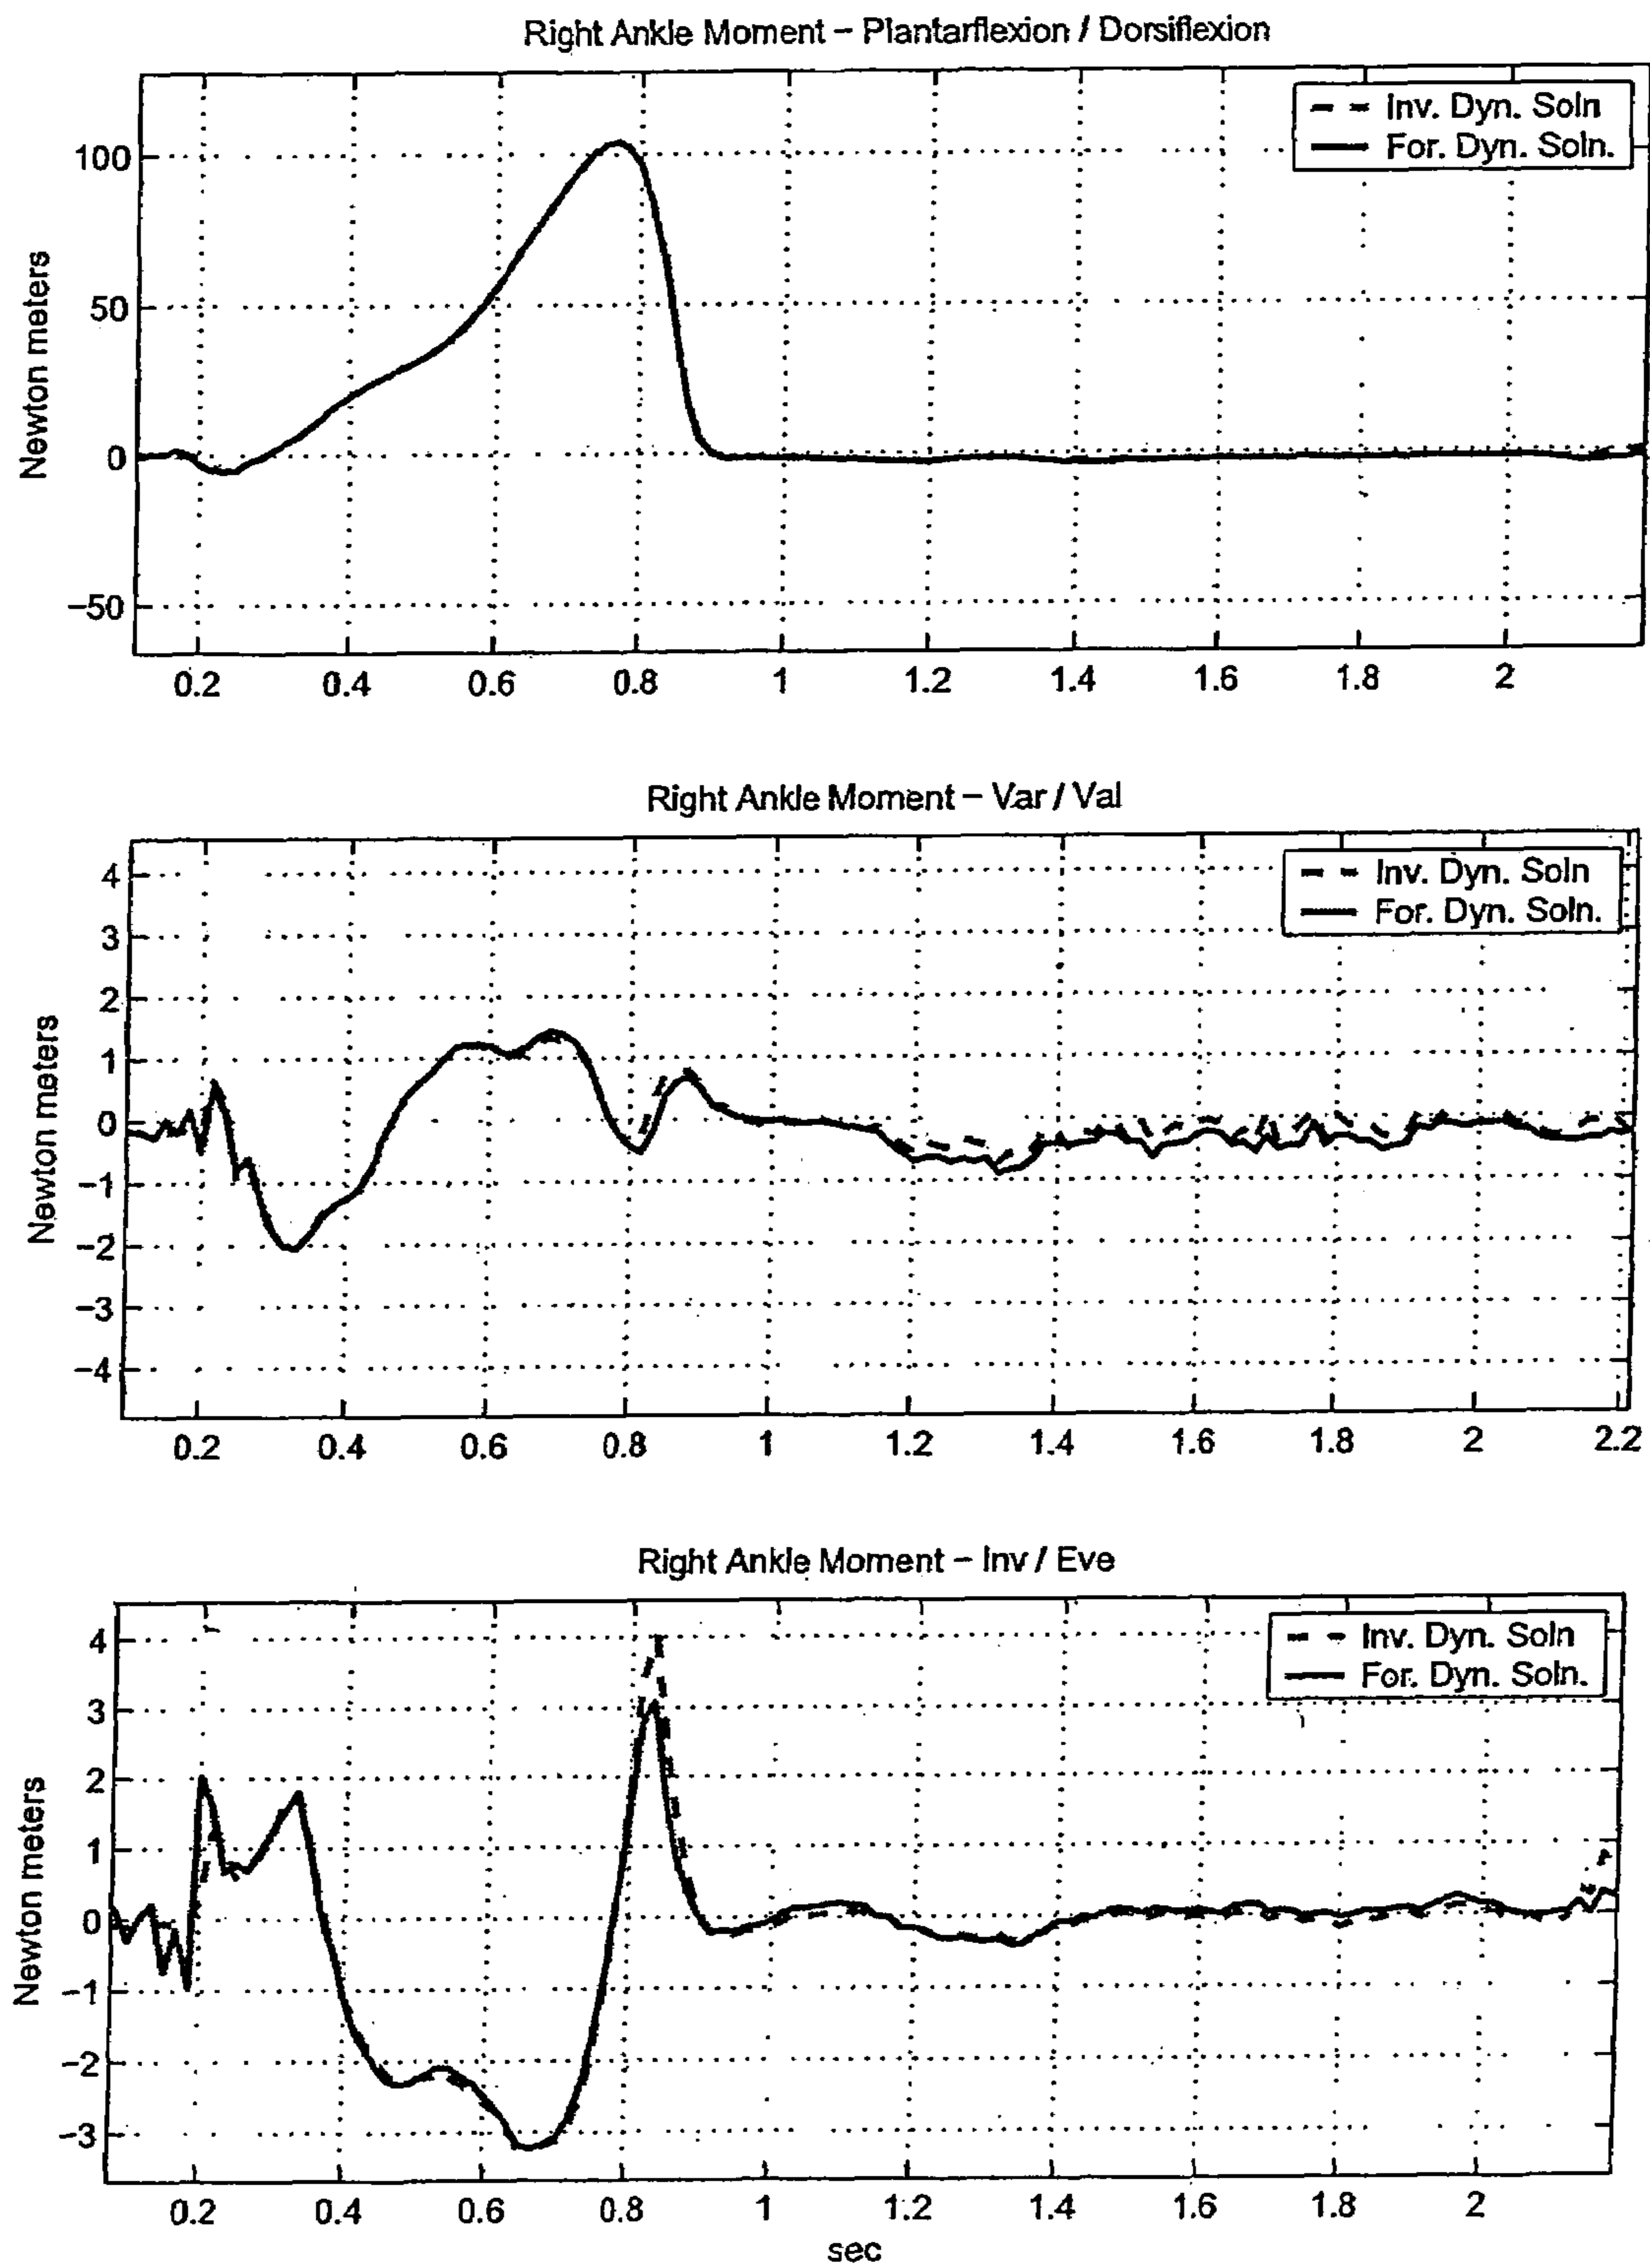 Right Ankle Moment – Plantarflexion / Dorsiflexion
Inv. Dyn. Soln
For. Dyn. Soln.
Newton meters
100
50
0
−50
0.2 0.4 0.6 0.8 1 1.2 1.4 1.6 1.8 2
Right Ankle Moment – Var / Val
Inv. Dyn. Soln
For. Dyn. Soln.
Newton meters
4
3
2
1
0
−1
−2
−3
−4
0.2 0.4 0.6 0.8 1 1.2 1.4 1.6 1.8 2 2.2
Right Ankle Moment – Inv / Eve
Inv. Dyn. Soln
For. Dyn. Soln.
Newton meters
4
3
2
1
0
−1
−2
−3
0.2 0.4 0.6 0.8 1 1.2 1.4 1.6 1.8 2
sec